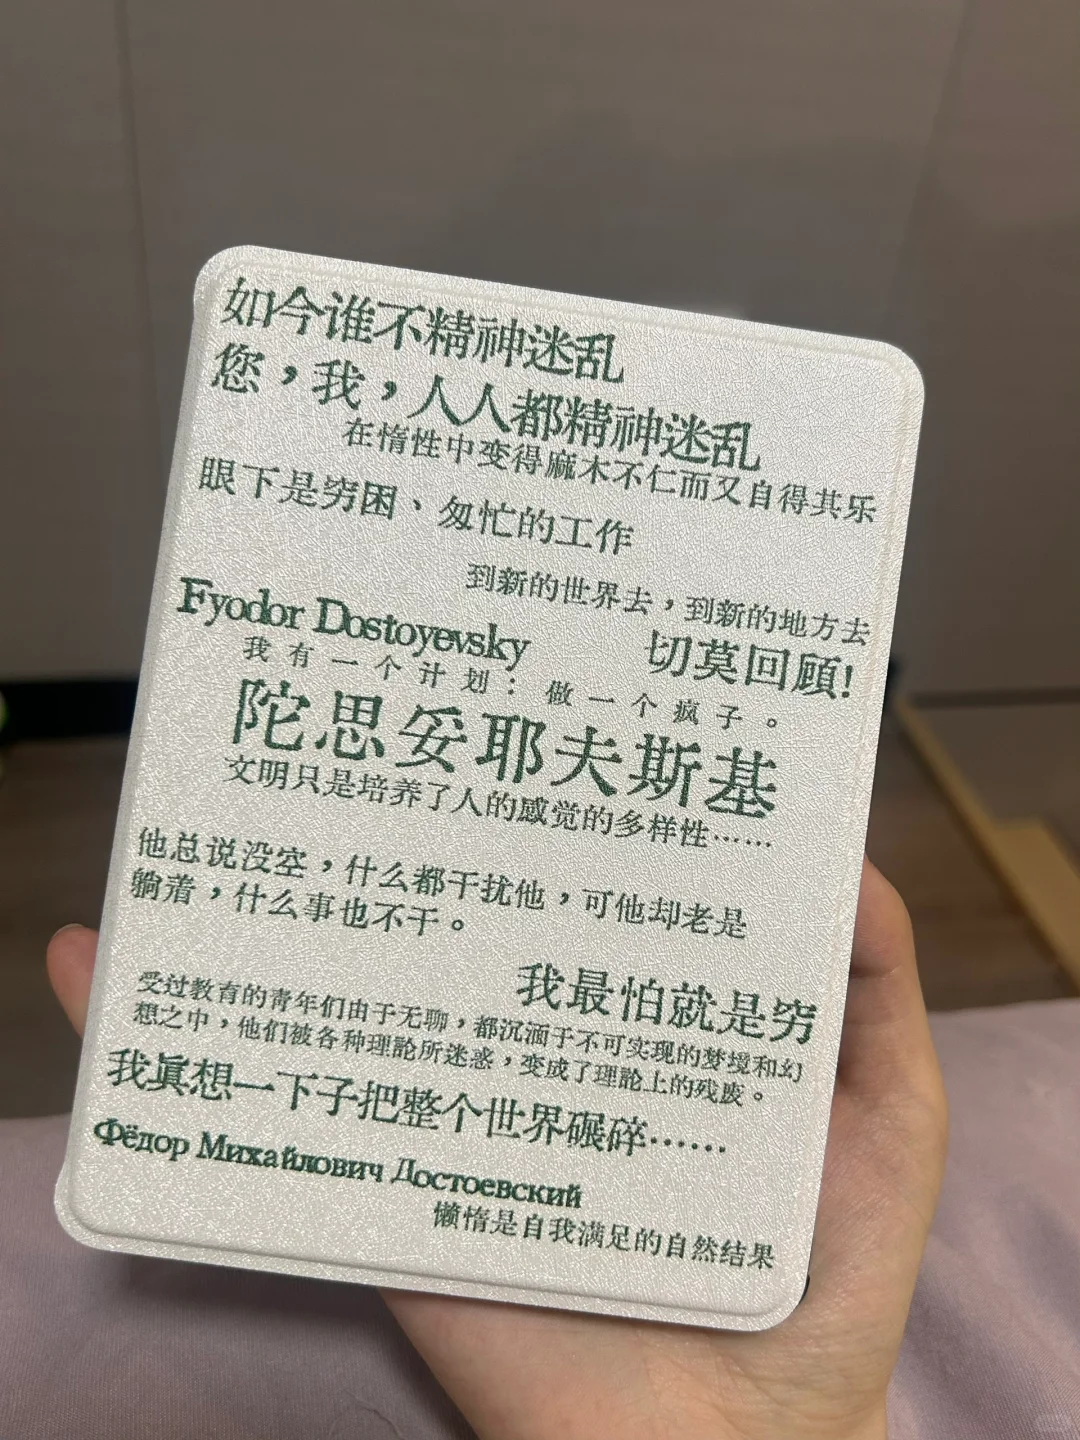 如今谁不精神迷乱
您，我，人人都精神迷乱
在惰性中变得麻木不仁而又自得其乐
眼下是穷困、匆忙的工作
到新的世界去，到新的地方去
Fyodor Dostoyevsky
切莫回顧!
我有一个计划：做一个疯子。
陀思妥耶夫斯基
文明只是培养了人的感觉的多样性……
他总说没空，什么都干扰他，可他却老是
躺着，什么事也不干。
我最怕就是穷
受过教育的青年们由于无聊，都沉湎于不可实现的梦境和幻
想之中，他们被各种理論所迷惑，变成了理論上的残废。
我眞想一下子把整个世界碾碎……
Фёдор Михайлович Достоевский
懒惰是自我满足的自然结果